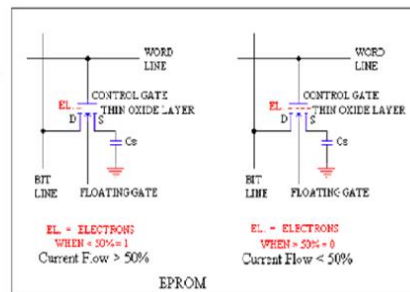 WORD
LINE
CONTROL GATE
EL.
THIN OXIDE LAYER
D
S
Cs
BIT
LINE
FLOATING GATE
EL. = ELECTRONS
WHEN < 50% = 1
Current Flow > 50%
WORD
LINE
CONTROL GATE
EL.
THIN OXIDE LAYER
D
S
Cs
BIT
LINE
FLOATING GATE
EL. = ELECTRONS
WHEN > 50% = 0
Current Flow < 50%
EPROM